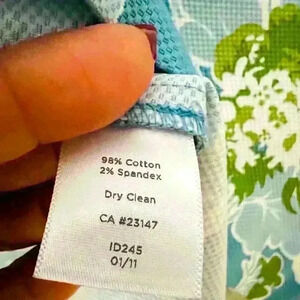 98% Cotton
2% Spandex
Dry Clean
CA #23147
ID245
01/11